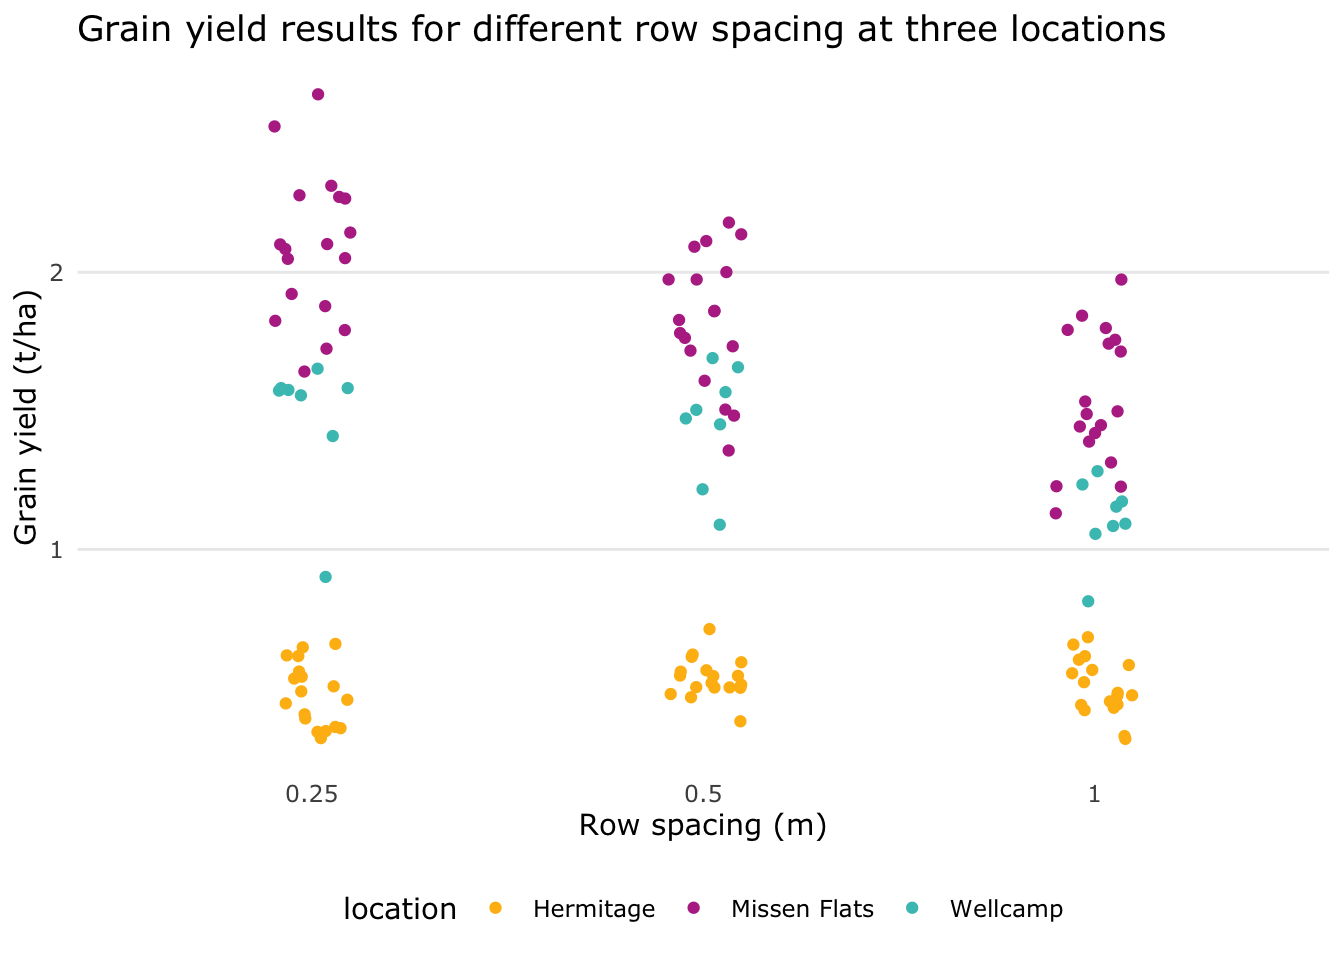 Grain yield results for different row spacing at three locations
Grain yield (t/ha)
2
1
0.25 0.5 1
Row spacing (m)
location Hermitage Missen Flats Wellcamp